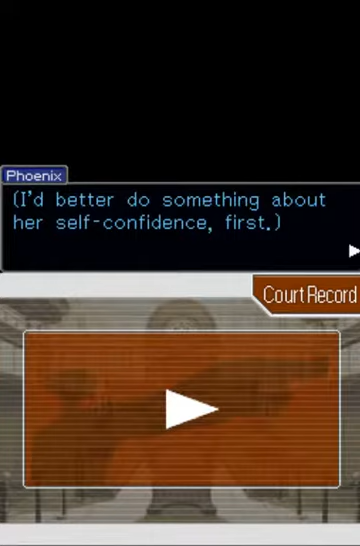 Phoenix
(I'd better do something about
her self-confidence, first.)
Court Record